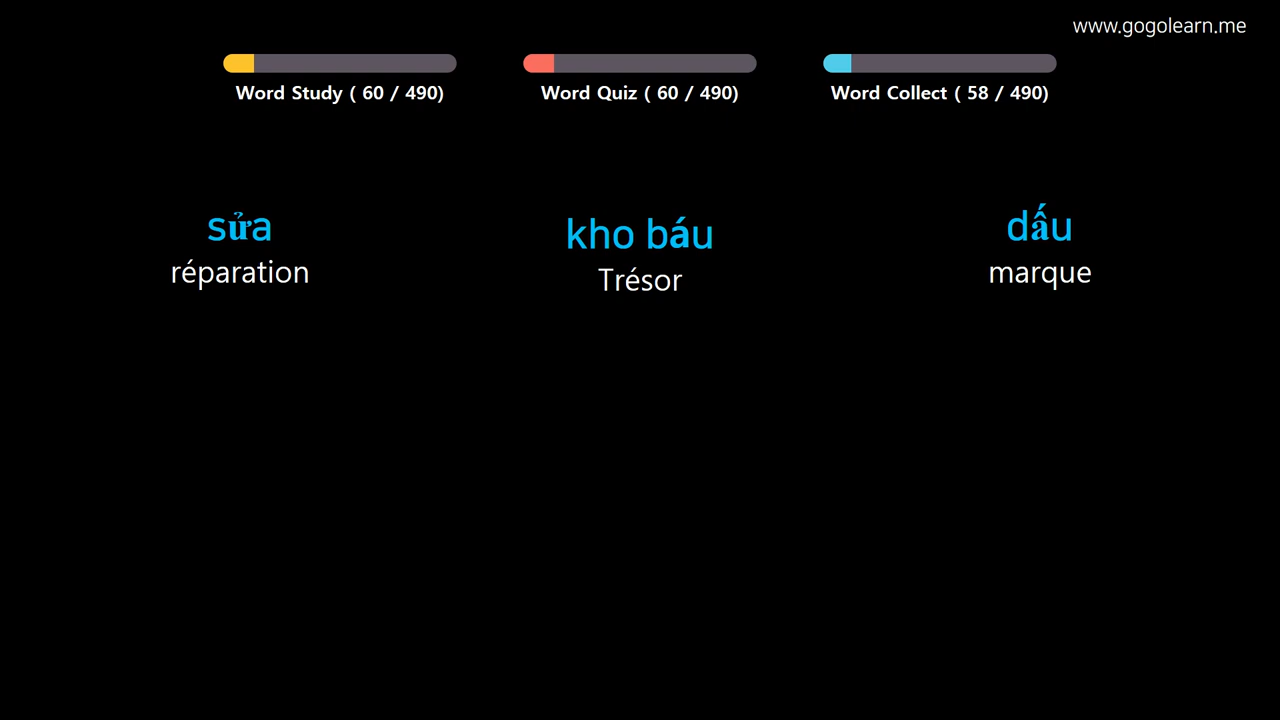 www.gogolearn.me
Word Study ( 60 / 490)
Word Quiz ( 60 / 490)
Word Collect ( 58 / 490)
sửa
réparation
kho báu
Trésor
dấu
marque